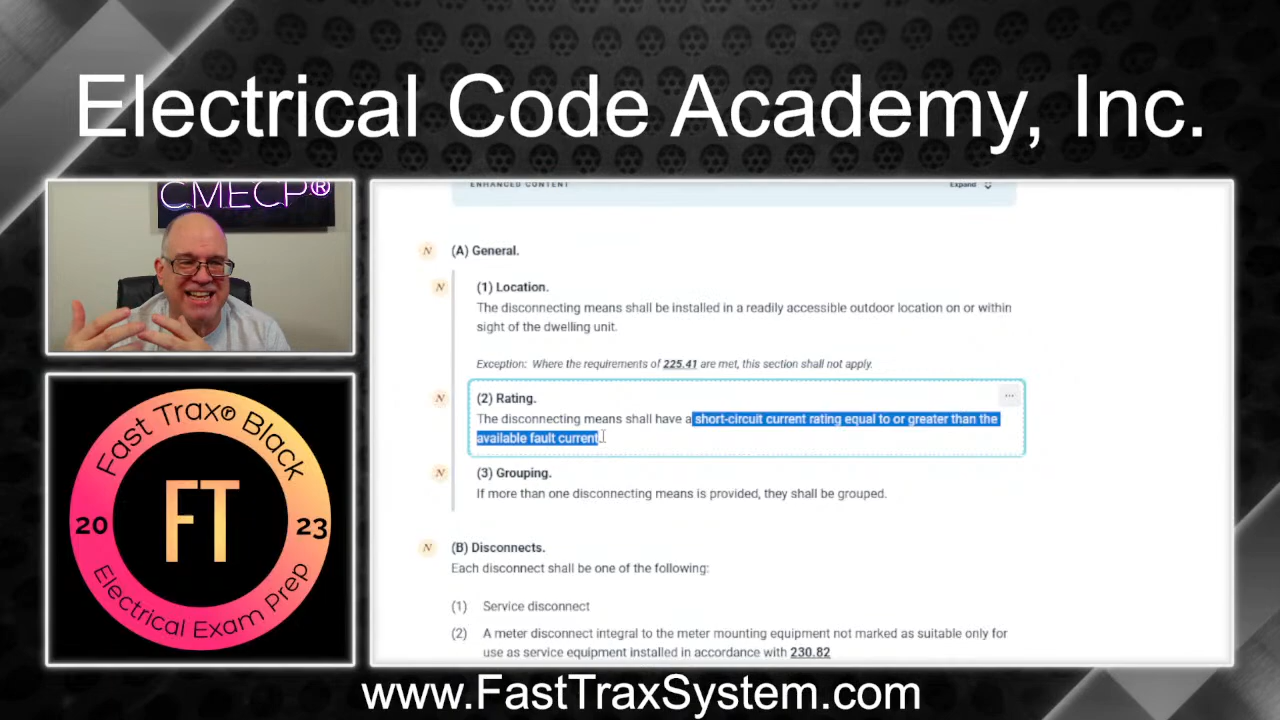 Electrical Code Academy, Inc.
CMECP®
ENHANCED CONTENT
Expand
N (A) General.
N (1) Location.
The disconnecting means shall be installed in a readily accessible outdoor location on or within
sight of the dwelling unit.
Exception: Where the requirements of 225.41 are met, this section shall not apply.
N (2) Rating.
The disconnecting means shall have a short-circuit current rating equal to or greater than the
available fault current
N (3) Grouping.
If more than one disconnecting means is provided, they shall be grouped.
N (B) Disconnects.
Each disconnect shall be one of the following:
(1) Service disconnect
(2) A meter disconnect integral to the meter mounting equipment not marked as suitable only for
use as service equipment installed in accordance with 230.82
Fast Trax® Black
FT
20 23
Electrical Exam Prep
www.FastTraxSystem.com